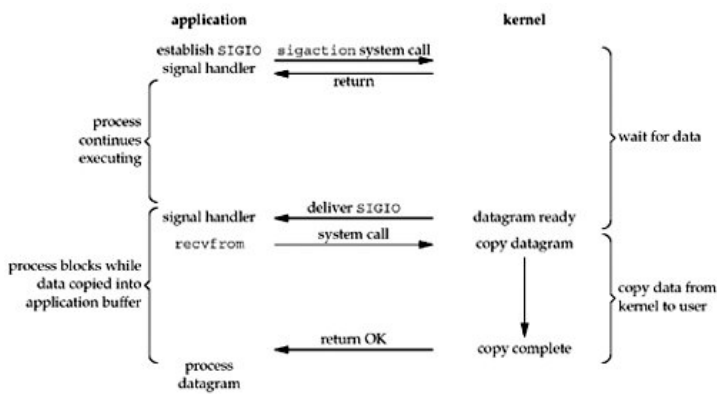 application
kernel
establish SIGIO
sigaction system call
signal handler
return
process
continues
executing
wait for data
deliver SIGIO
signal handler
datagram ready
system call
recvfrom
copy datagram
process blocks while
data copied into
application buffer
copy data from
kernel to user
return OK
copy complete
process
datagram